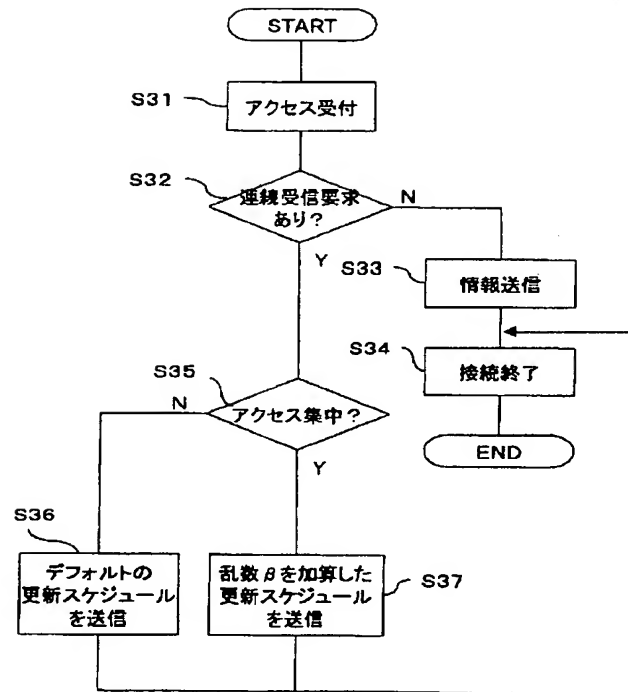 START
S31
アクセス受付
S32
連続受信要求
あり?
N
Y
S33
情報送信
S34
接続終了
END
S35
アクセス集中?
N
Y
S36
デフォルトの
更新スケジュール
を送信
乱数βを加算した
更新スケジュール
を送信
S37